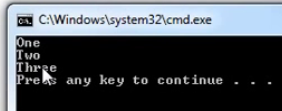 C:\Windows\system32\cmd.exe
One
Two
Three
Press any key to continue . . .